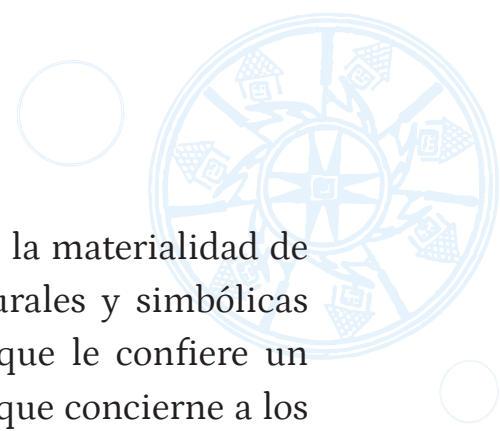 la materialidad de
urales y simbólicas
que le confiere un
que concierne a los